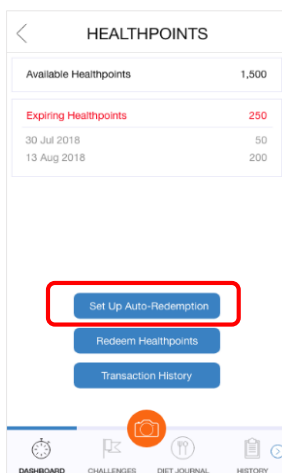 HEALTHPOINTS
Available Healthpoints 1,500
Expiring Healthpoints 250
30 Jul 2018 50
13 Aug 2018 200
Set Up Auto-Redemption
Redeem Healthpoints
Transaction History
DASHBOARD CHALLENGES DIET JOURNAL HISTORY